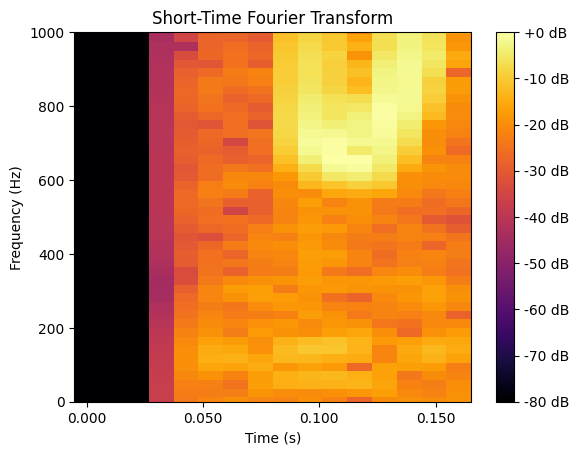 Short-Time Fourier Transform
1000
800
600
400
200
0
Frequency (Hz)
0.000
0.050
0.100
0.150
Time (s)
+0 dB
-10 dB
-20 dB
-30 dB
-40 dB
-50 dB
-60 dB
-70 dB
-80 dB